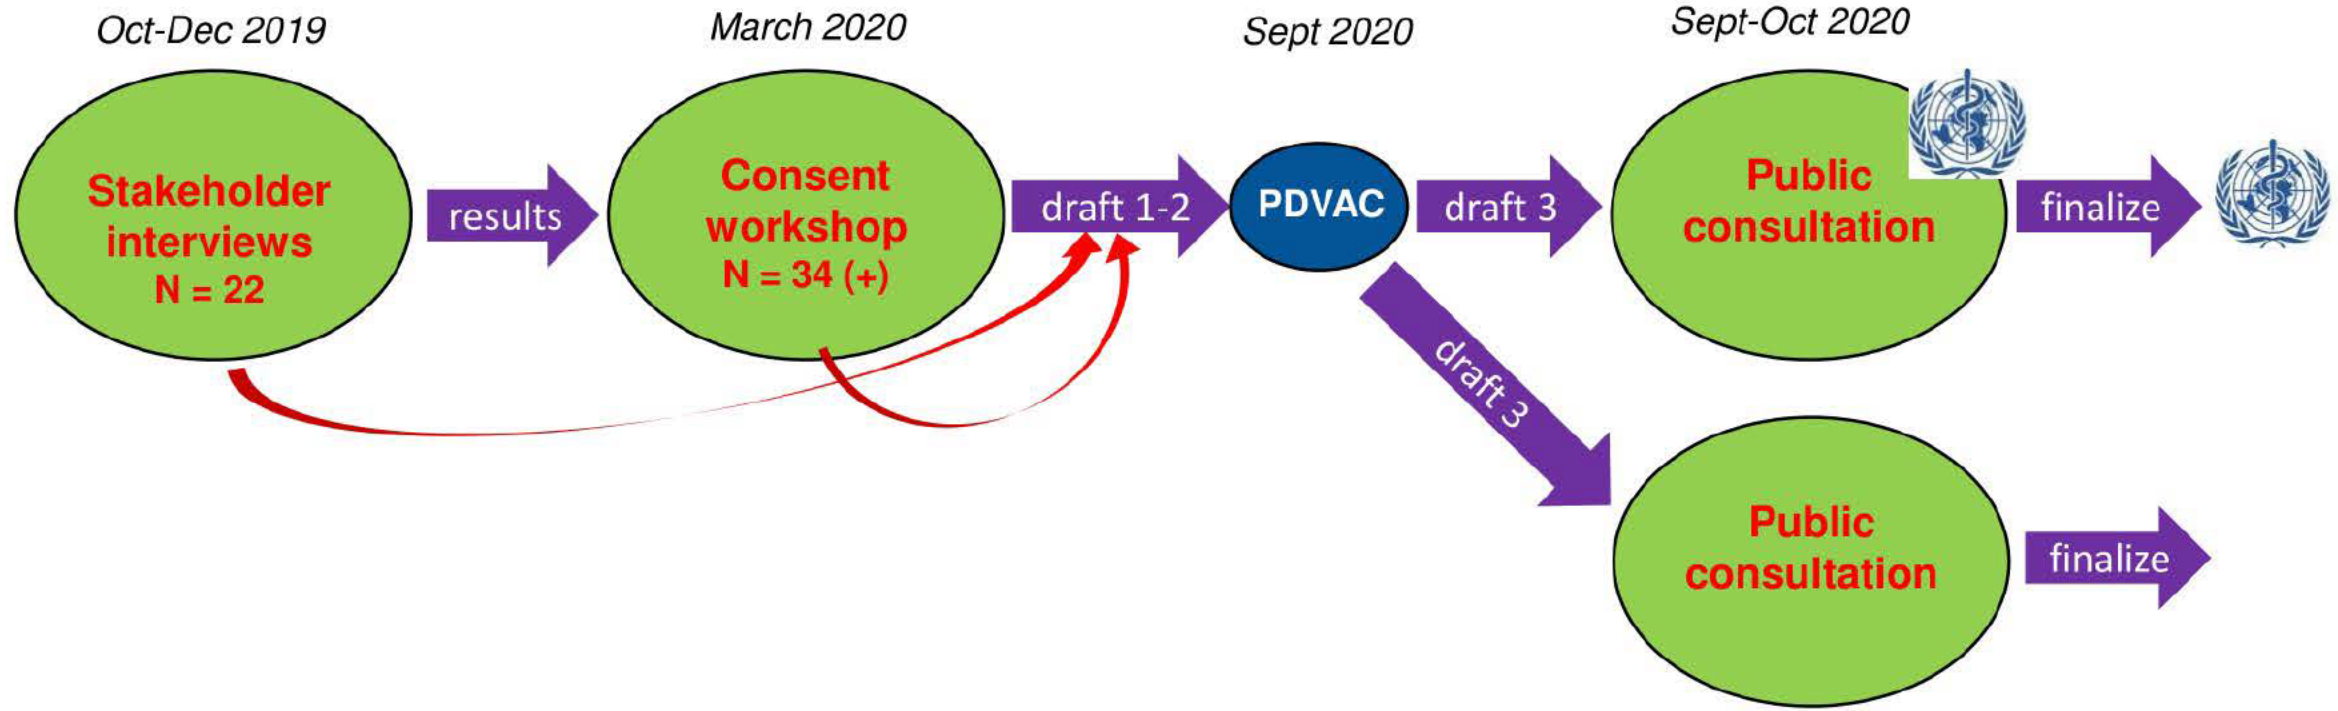 Oct-Dec 2019
March 2020
Sept 2020
Sept-Oct 2020
Stakeholder
interviews
N = 22
results
Consent
workshop
N = 34 (+)
draft 1-2
PDVAC
draft 3
Public
consultation
finalize
draft 3
Public
consultation
finalize